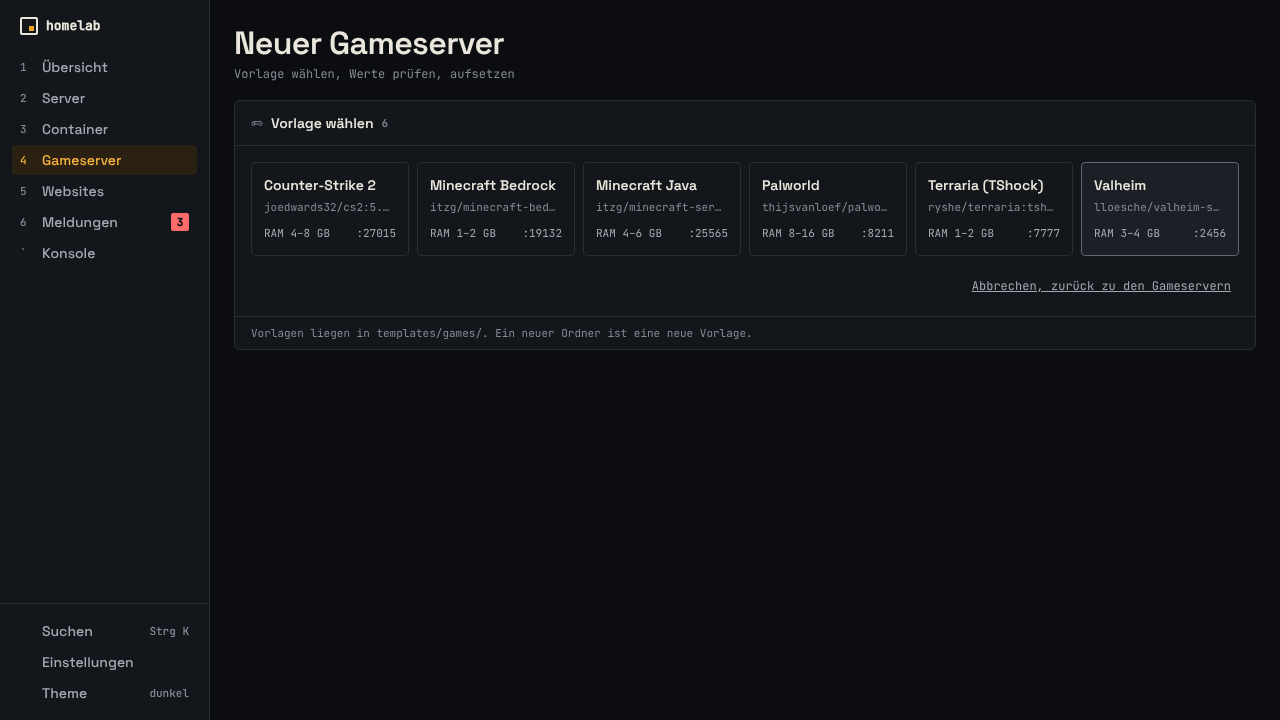 homelab
1 Übersicht
2 Server
3 Container
4 Gameserver
5 Websites
6 Meldungen 3
` Konsole
Suchen Strg K
Einstellungen
Theme dunkel
Neuer Gameserver
Vorlage wählen, Werte prüfen, aufsetzen
Vorlage wählen 6
Counter-Strike 2
joedwards32/cs2:5.…
RAM 4–8 GB :27015
Minecraft Bedrock
itzg/minecraft-bed…
RAM 1–2 GB :19132
Minecraft Java
itzg/minecraft-ser…
RAM 4–6 GB :25565
Palworld
thijsvanloef/palwo…
RAM 8–16 GB :8211
Terraria (TShock)
ryshe/terraria:tsh…
RAM 1–2 GB :7777
Valheim
lloesche/valheim-s…
RAM 3–4 GB :2456
Abbrechen, zurück zu den Gameservern
Vorlagen liegen in templates/games/. Ein neuer Ordner ist eine neue Vorlage.